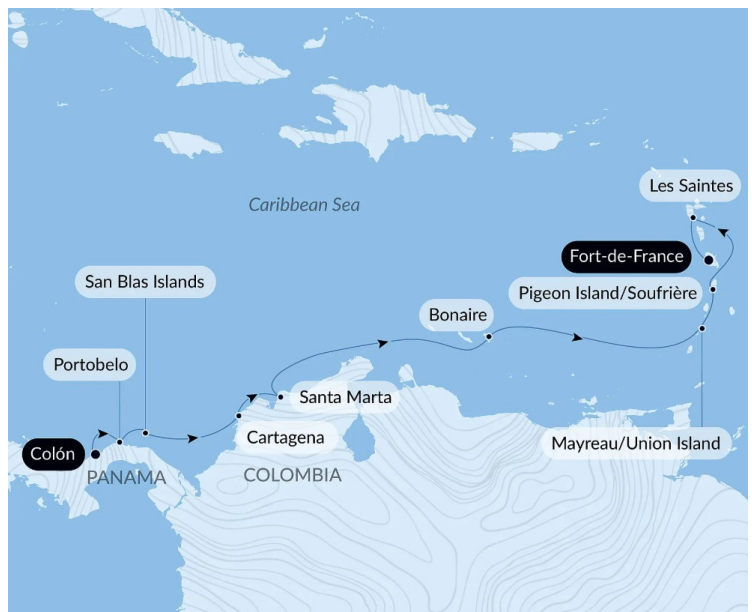 Les Saintes
Caribbean Sea
Fort-de-France
San Blas Islands
Pigeon Island/Soufrière
Bonaire
Portobelo
Santa Marta
Cartagena
Mayreau/Union Island
Colón
PANAMA
COLOMBIA